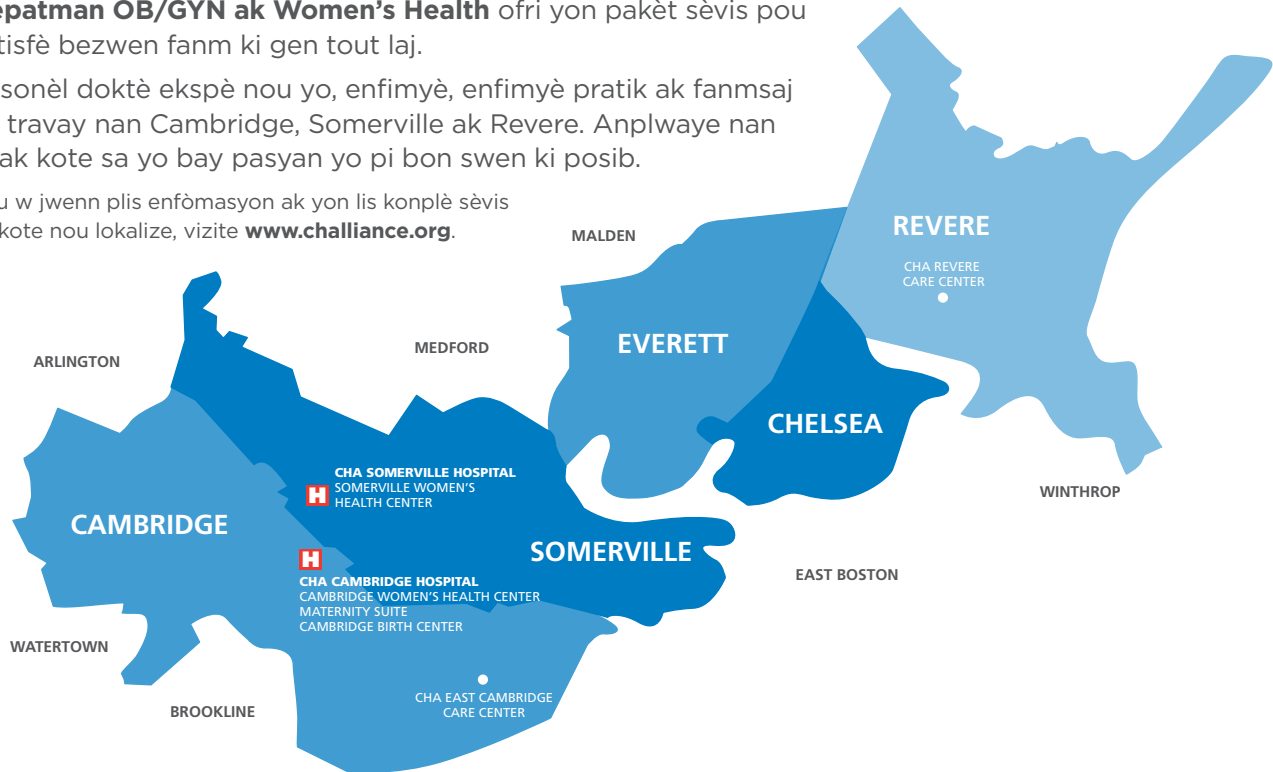 epatman OB/GYN ak Women’s Health ofri yon pakèt sèvis pou
tisfè bezwen fanm ki gen tout laj.
sonèl doktè ekspè nou yo, enfimyè, enfimyè pratik ak fanmsaj
travay nan Cambridge, Somerville ak Revere. Anplwaye nan
ak kote sa yo bay pasyan yo pi bon swen ki posib.
u w jwenn plis enfòmasyon ak yon lis konplè sèvis
kote nou lokalize, vizite www.challiance.org.
MALDEN
REVERE
CHA REVERE
CARE CENTER
EVERETT
MEDFORD
ARLINGTON
CHELSEA
CHA SOMERVILLE HOSPITAL
SOMERVILLE WOMEN’S
HEALTH CENTER
WINTHROP
CAMBRIDGE
SOMERVILLE
EAST BOSTON
CHA CAMBRIDGE HOSPITAL
CAMBRIDGE WOMEN’S HEALTH CENTER
MATERNITY SUITE
CAMBRIDGE BIRTH CENTER
WATERTOWN
CHA EAST CAMBRIDGE
CARE CENTER
BROOKLINE
H
H